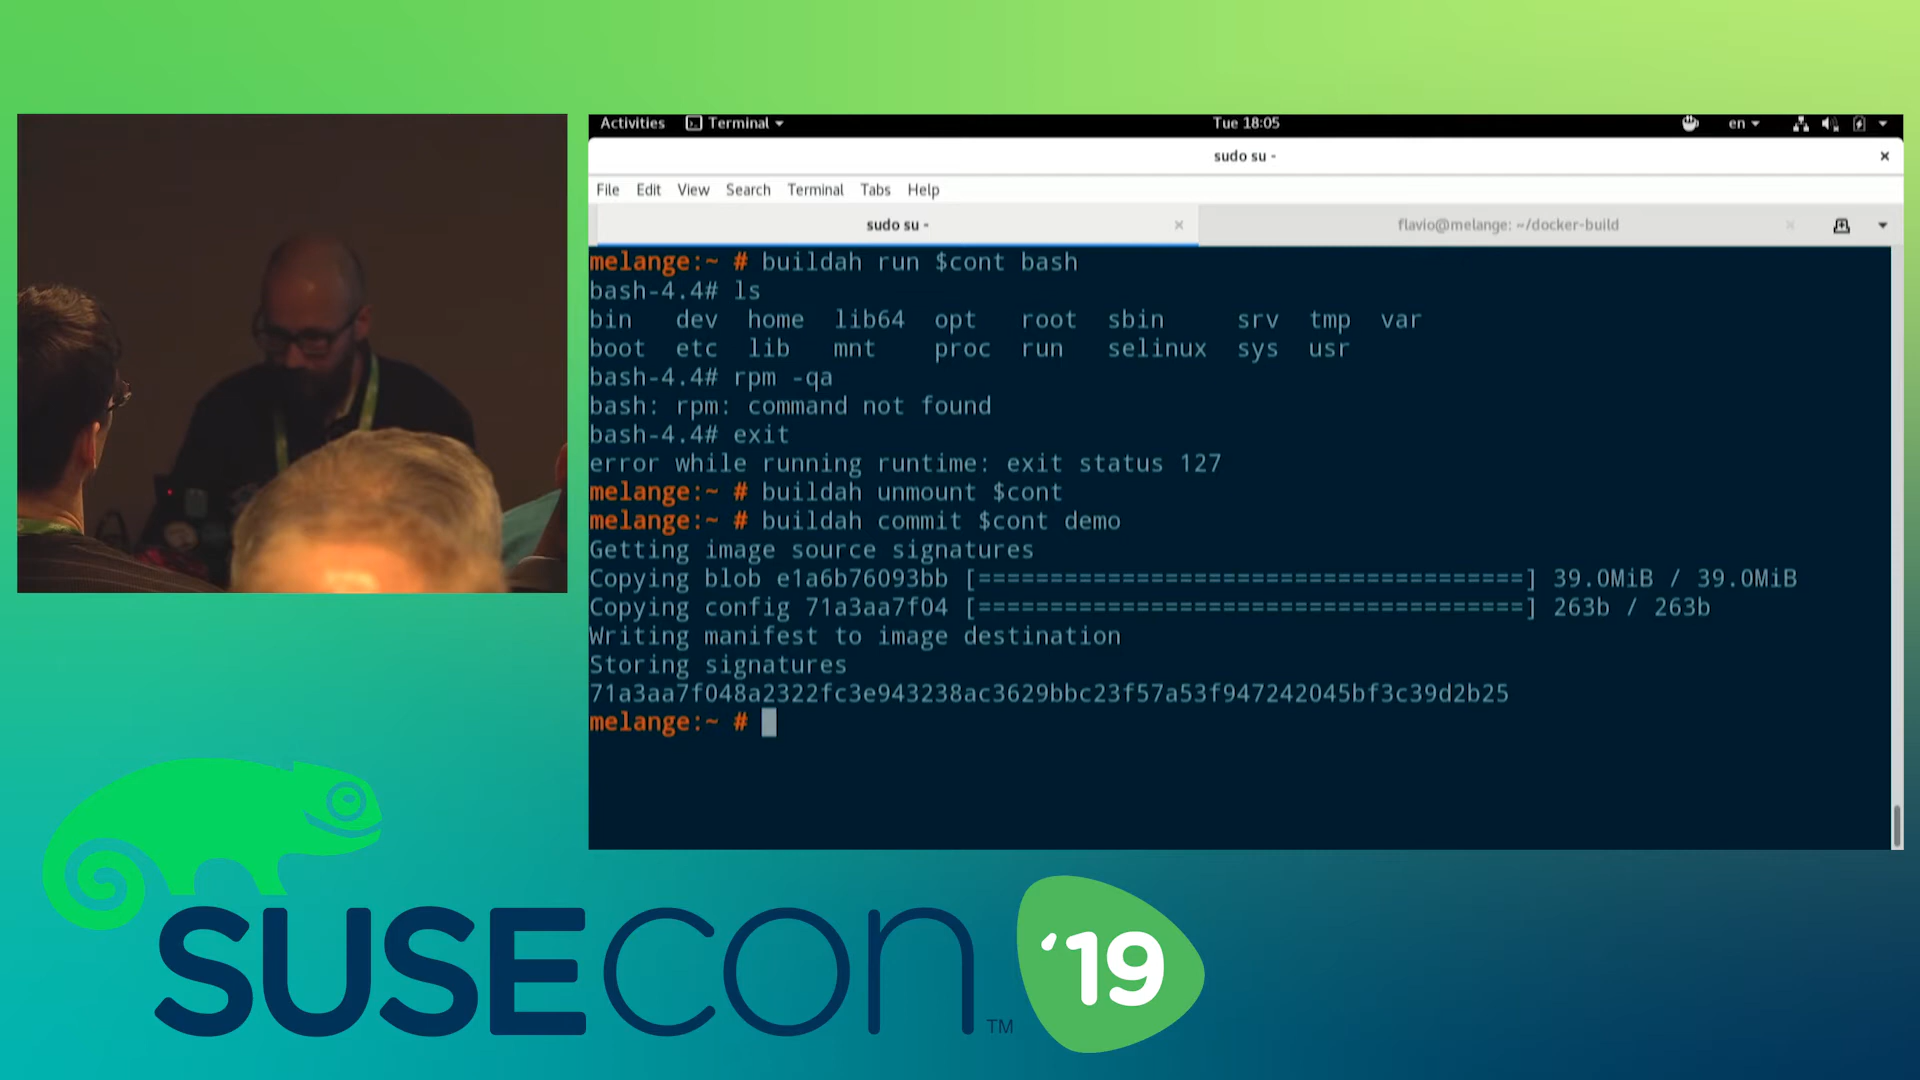 Activities Terminal Tue 18:05 en
sudo su -
File Edit View Search Terminal Tabs Help
sudo su - flavio@melange: ~/docker-build
melange:~ # buildah run $cont bash
bash-4.4# ls
bin dev home lib64 opt root sbin srv tmp var
boot etc lib mnt proc run selinux sys usr
bash-4.4# rpm -qa
bash: rpm: command not found
bash-4.4# exit
error while running runtime: exit status 127
melange:~ # buildah unmount $cont
melange:~ # buildah commit $cont demo
Getting image source signatures
Copying blob e1a6b76093bb [======================================] 39.0MiB / 39.0MiB
Copying config 71a3aa7f04 [======================================] 263b / 263b
Writing manifest to image destination
Storing signatures
71a3aa7f048a2322fc3e943238ac3629bbc23f57a53f947242045bf3c39d2b25
melange:~ #
SUSECON™ '19